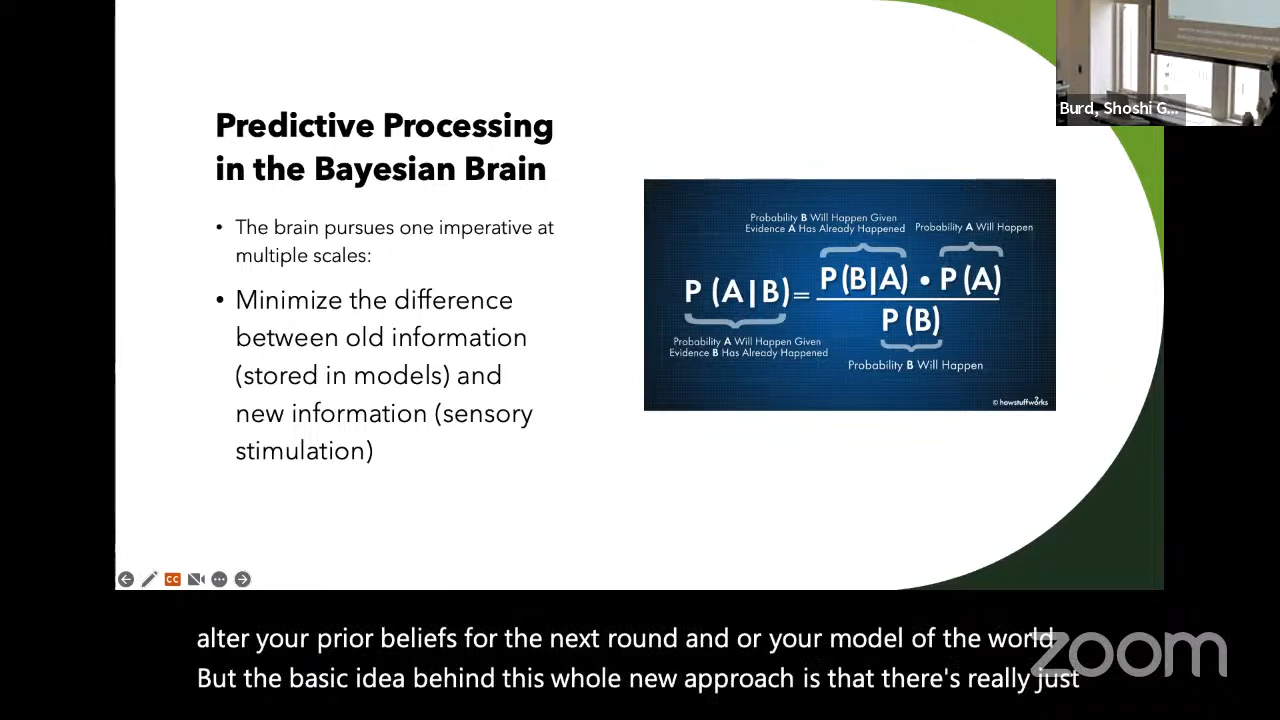 Burd, Shoshi G...
Predictive Processing
in the Bayesian Brain
• The brain pursues one imperative at
multiple scales:
• Minimize the difference
between old information
(stored in models) and
new information (sensory
stimulation)
Probability B Will Happen Given
Evidence A Has Already Happened
Probability A Will Happen
P (A|B) = P (B|A) • P (A)
P (B)
Probability A Will Happen Given
Evidence B Has Already Happened
Probability B Will Happen
© howstuffworks
CC
alter your prior beliefs for the next round and or your model of the world
But the basic idea behind this whole new approach is that there's really just
zoom